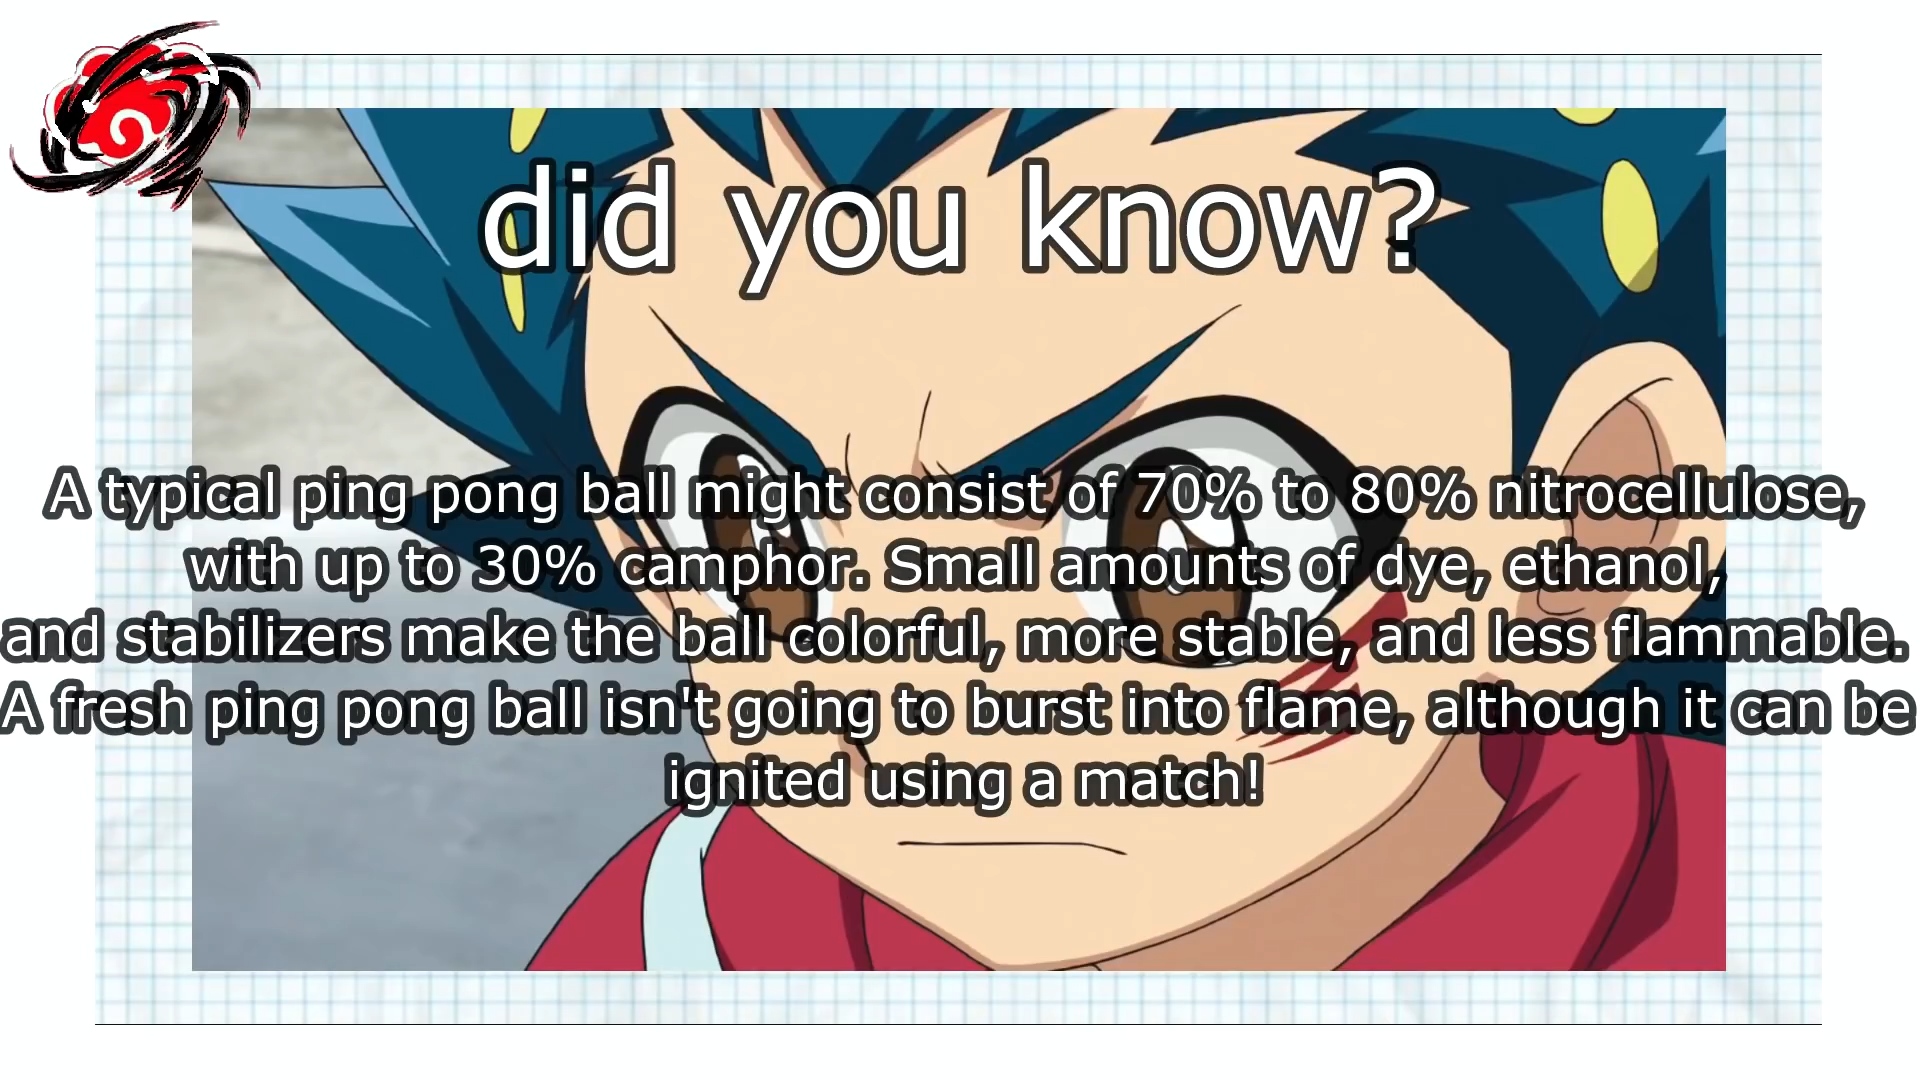 did you know?
A typical ping pong ball might consist of 70% to 80% nitrocellulose,
with up to 30% camphor. Small amounts of dye, ethanol,
and stabilizers make the ball colorful, more stable, and less flammable.
A fresh ping pong ball isn't going to burst into flame, although it can be
ignited using a match!